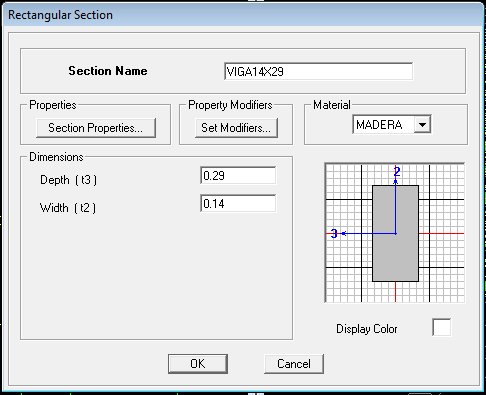 Rectangular Section
Section Name VIGA14X29
Properties Property Modifiers Material
Section Properties... Set Modifiers... MADERA
Dimensions
Depth ( t3 ) 0.29
Width ( t2 ) 0.14
2
3
Display Color
OK Cancel